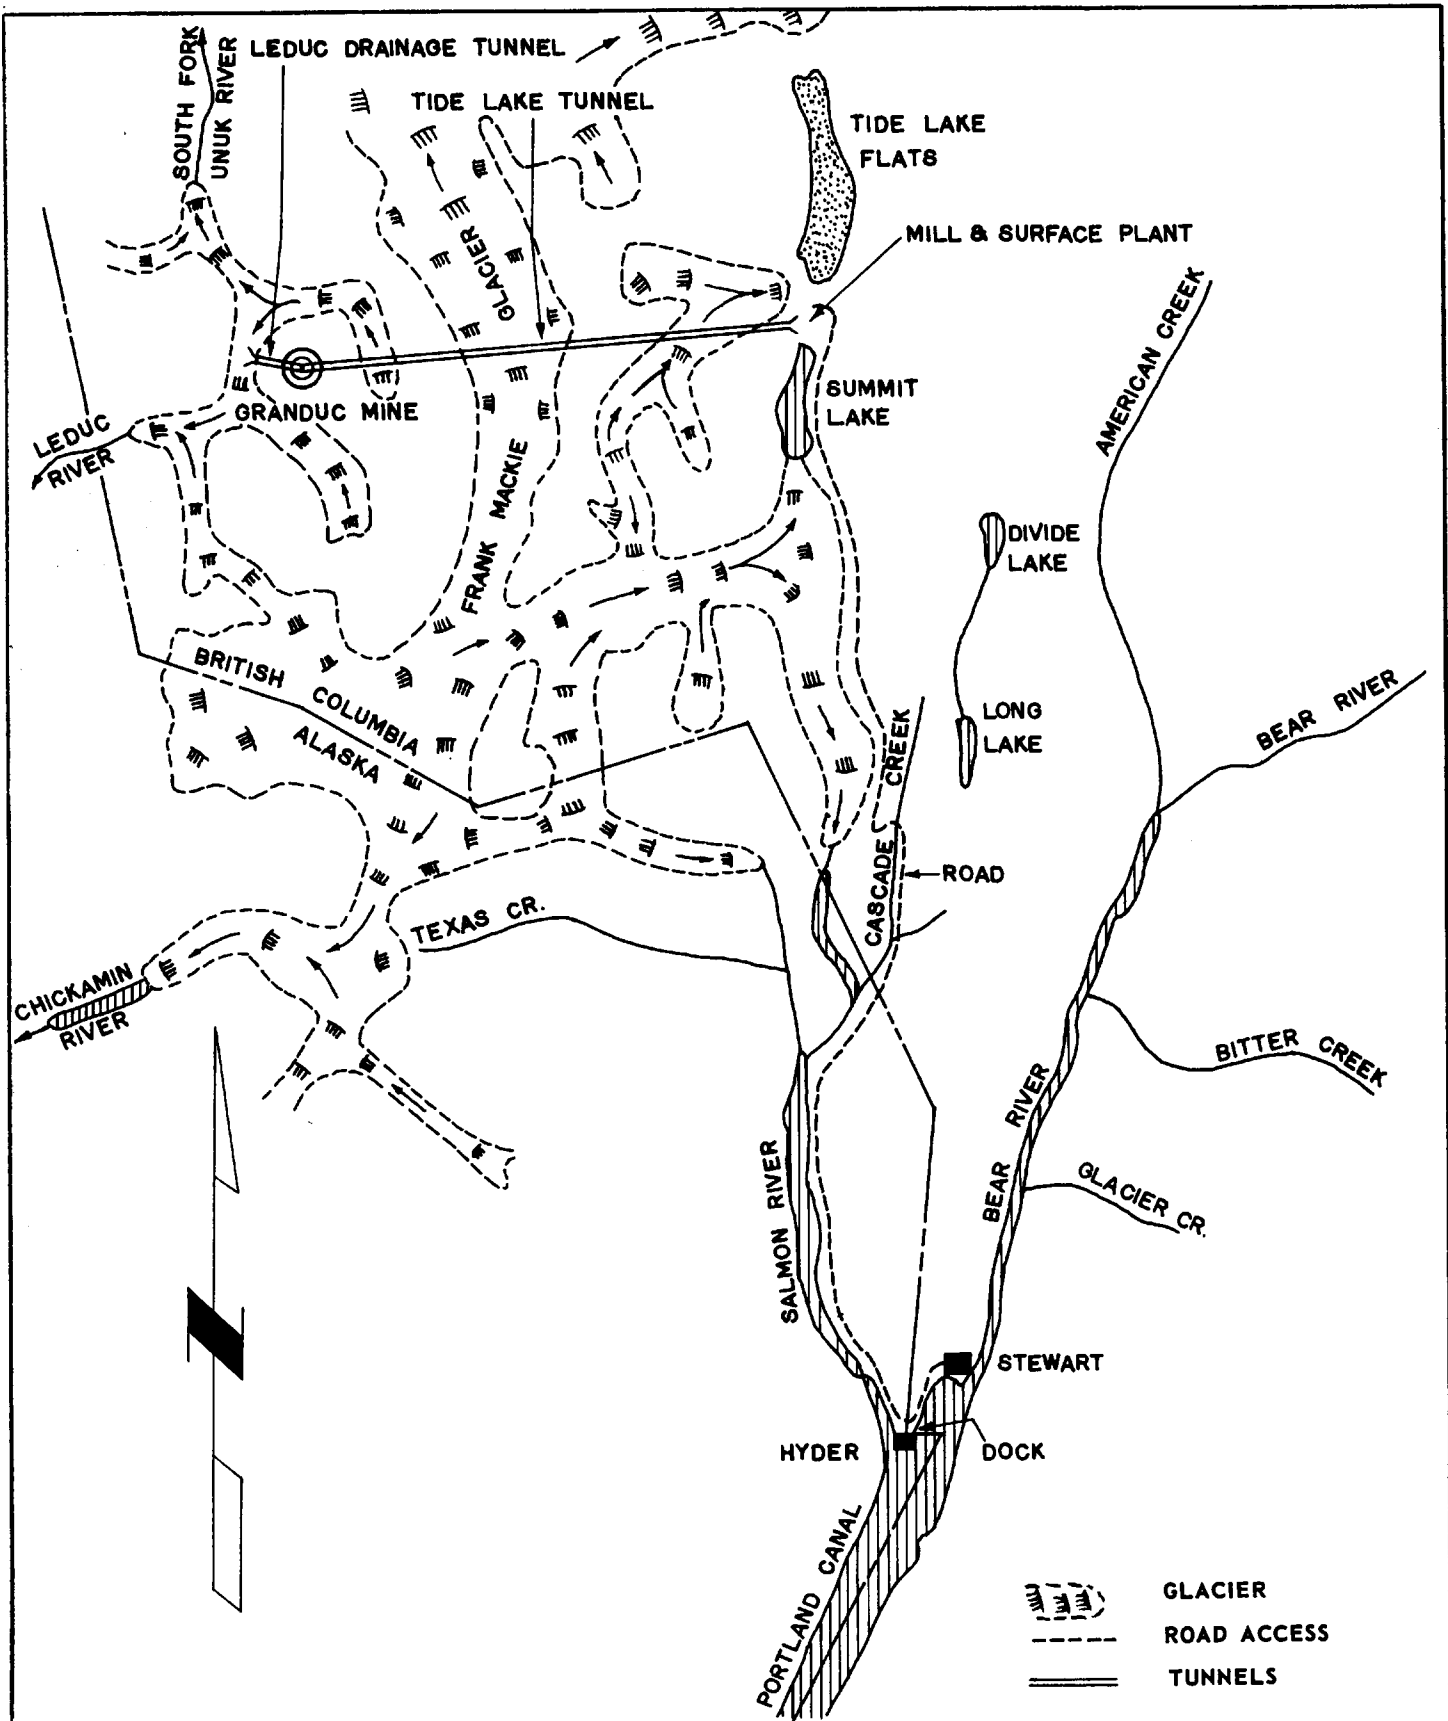 SOUTH FORK
UNUK RIVER
LEDUC DRAINAGE TUNNEL
TIDE LAKE TUNNEL
TIDE LAKE
FLATS
MILL & SURFACE PLANT
AMERICAN CREEK
GRANDUC MINE
SUMMIT
LAKE
LEDUC
RIVER
FRANK MACKIE GLACIER
DIVIDE
LAKE
BRITISH COLUMBIA
ALASKA
LONG
LAKE
BEAR RIVER
CASCADE CREEK
ROAD
TEXAS CR.
CHICKAMIN
RIVER
BITTER CREEK
BEAR RIVER
GLACIER CR.
SALMON RIVER
STEWART
HYDER
DOCK
PORTLAND CANAL
GLACIER
ROAD ACCESS
TUNNELS